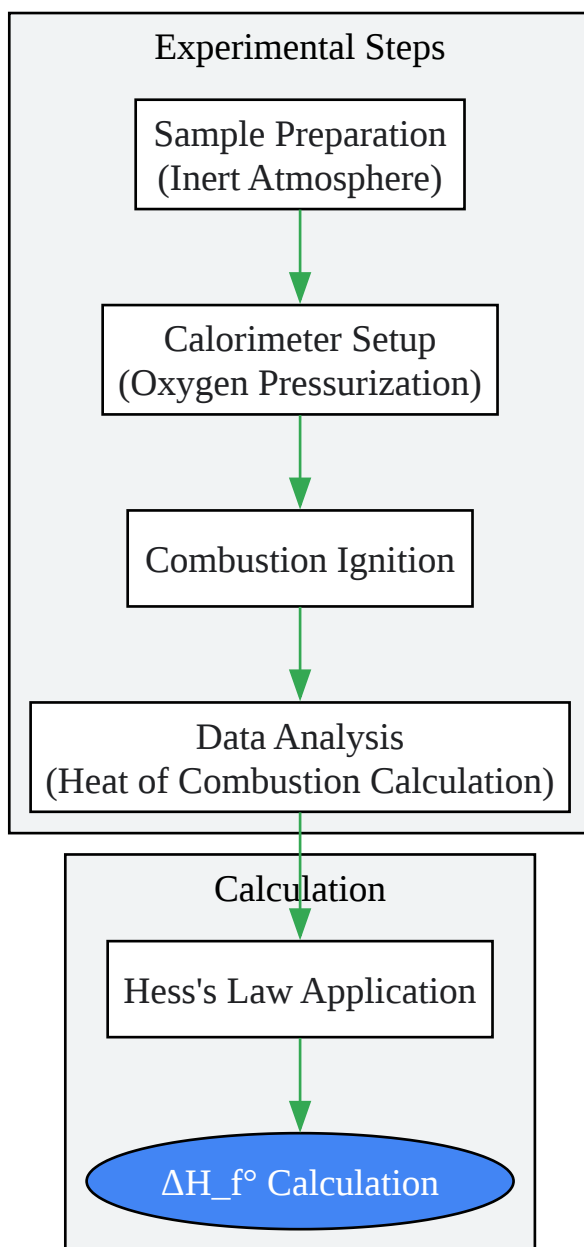 Experimental Steps
Sample Preparation
(Inert Atmosphere)
Calorimeter Setup
(Oxygen Pressurization)
Combustion Ignition
Data Analysis
(Heat of Combustion Calculation)
Calculation
Hess's Law Application
ΔH_f° Calculation